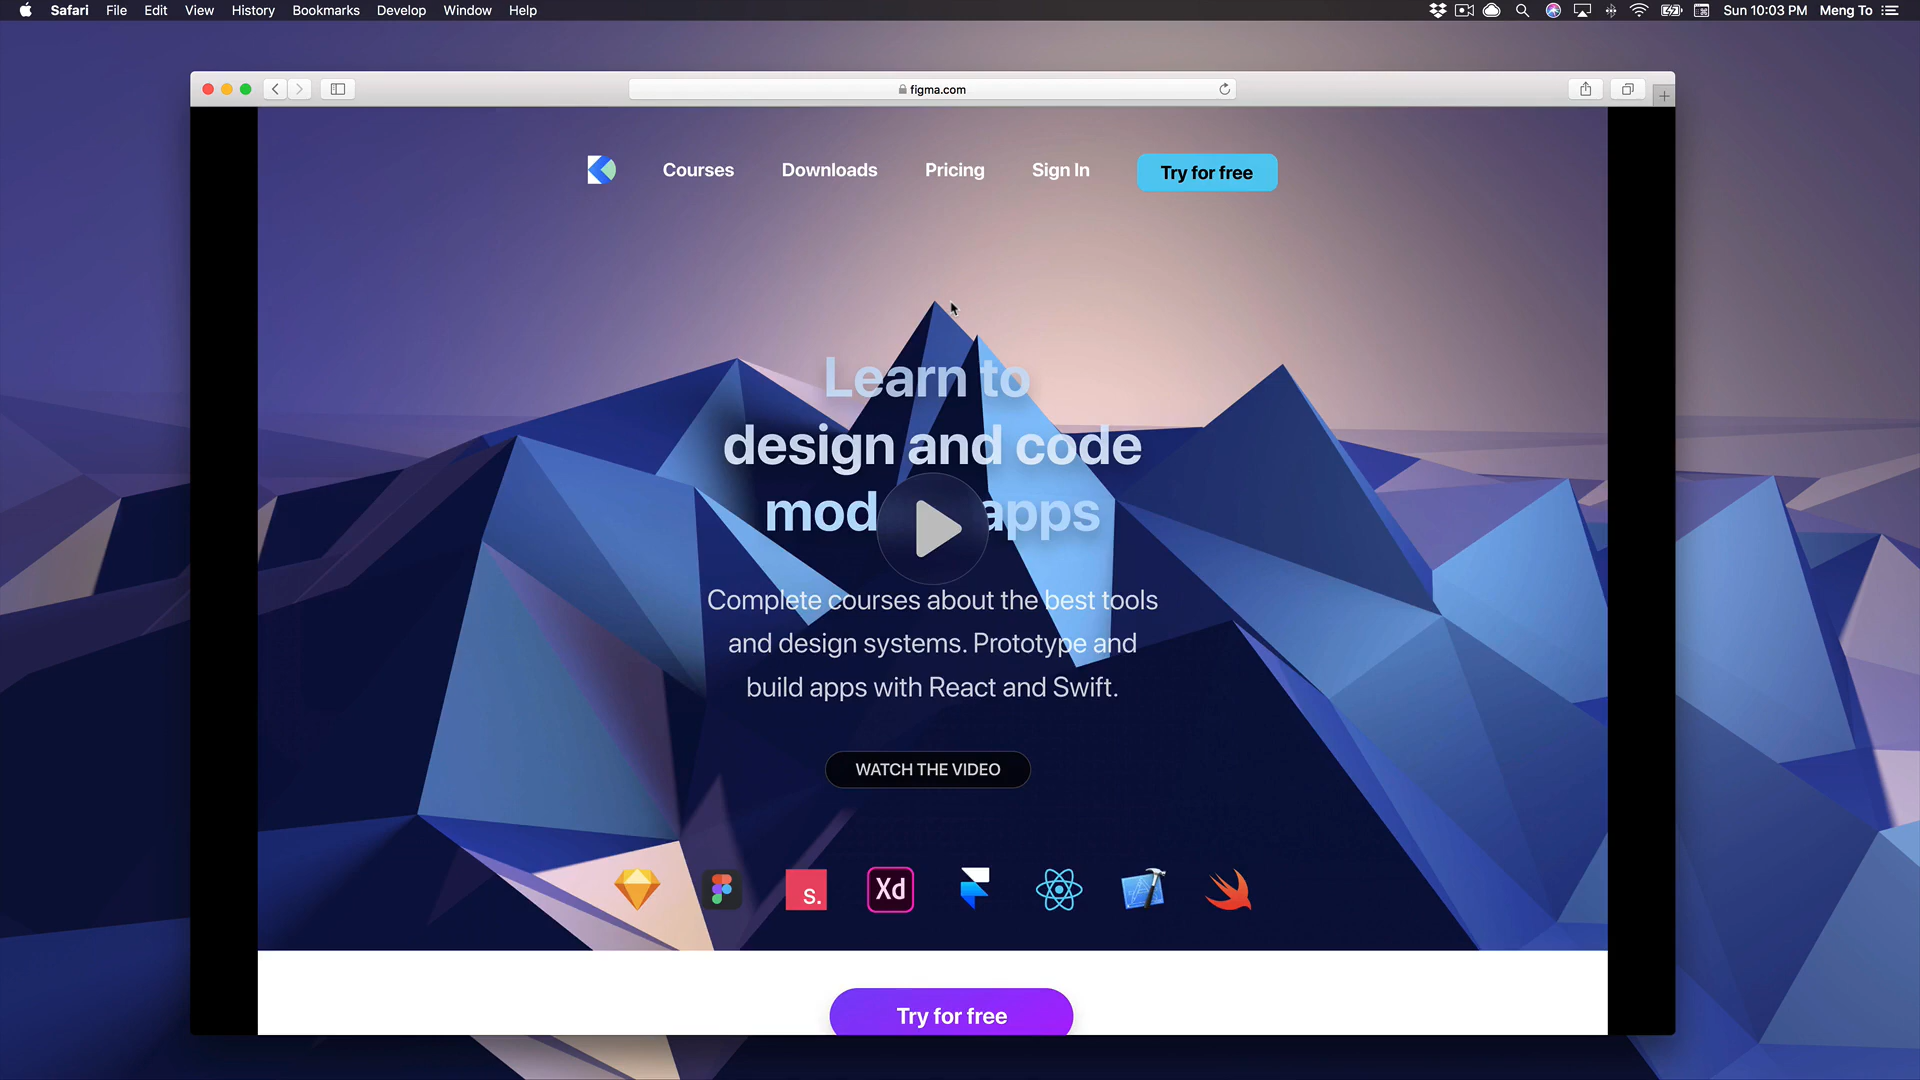 Safari File Edit View History Bookmarks Develop Window Help Sun 10:03 PM Meng To
figma.com
Courses Downloads Pricing Sign In Try for free
Learn to
design and code
mod apps
Complete courses about the best tools
and design systems. Prototype and
build apps with React and Swift.
WATCH THE VIDEO
s. Xd
Try for free